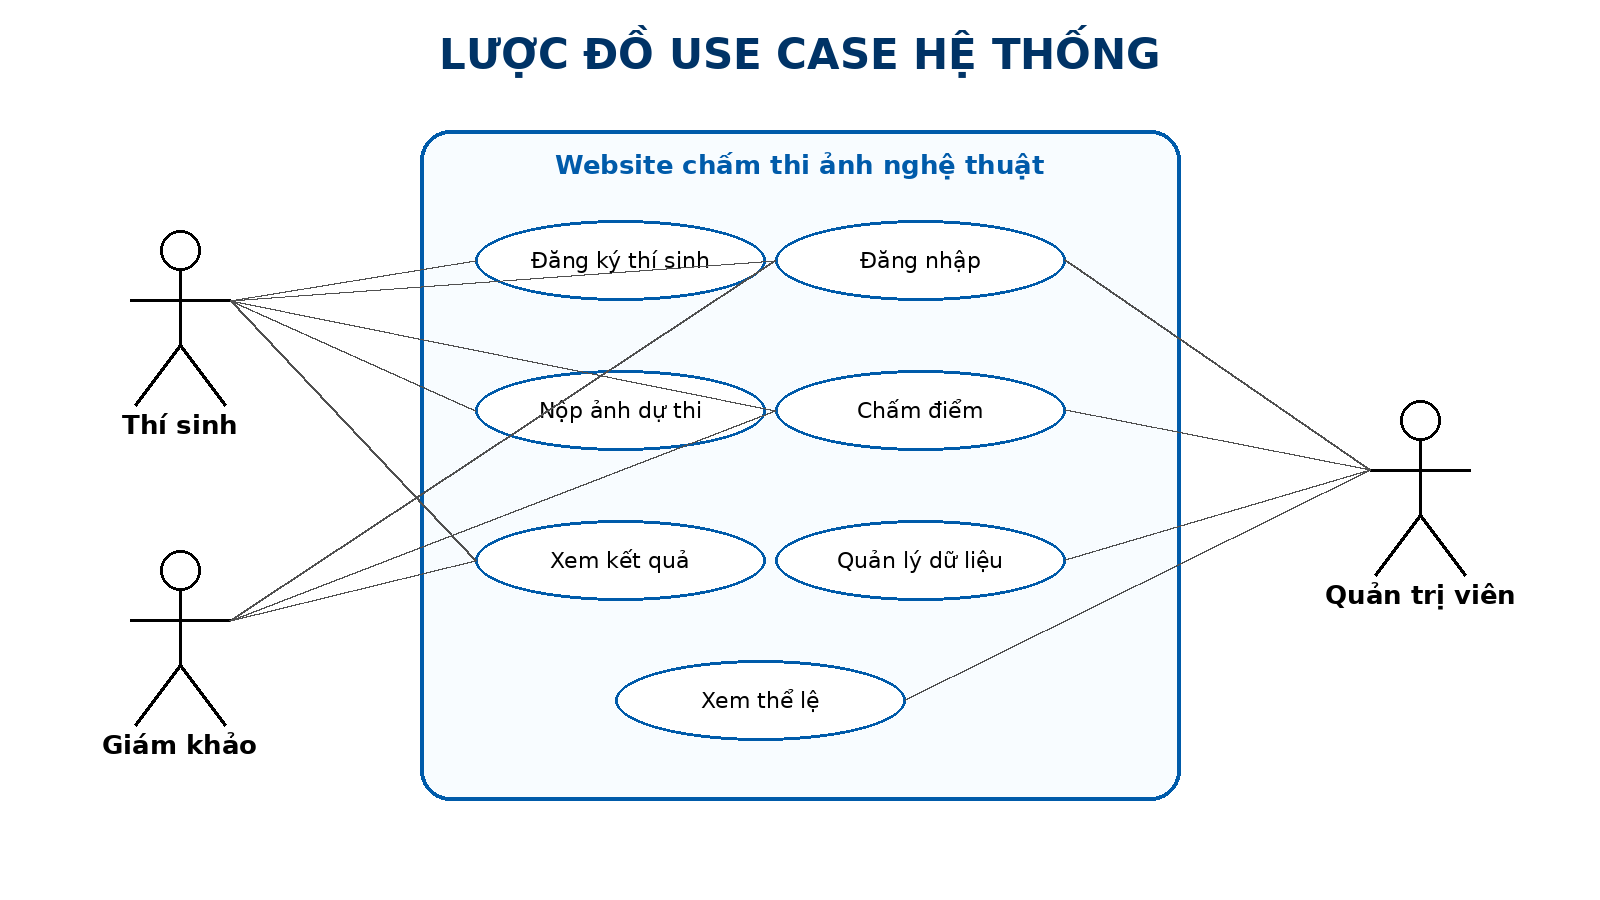 LƯỢC ĐỒ USE CASE HỆ THỐNG
Website chấm thi ảnh nghệ thuật
Đăng ký thí sinh
Đăng nhập
Nộp ảnh dự thi
Chấm điểm
Thí sinh
Xem kết quả
Quản lý dữ liệu
Quản trị viên
Xem thể lệ
Giám khảo